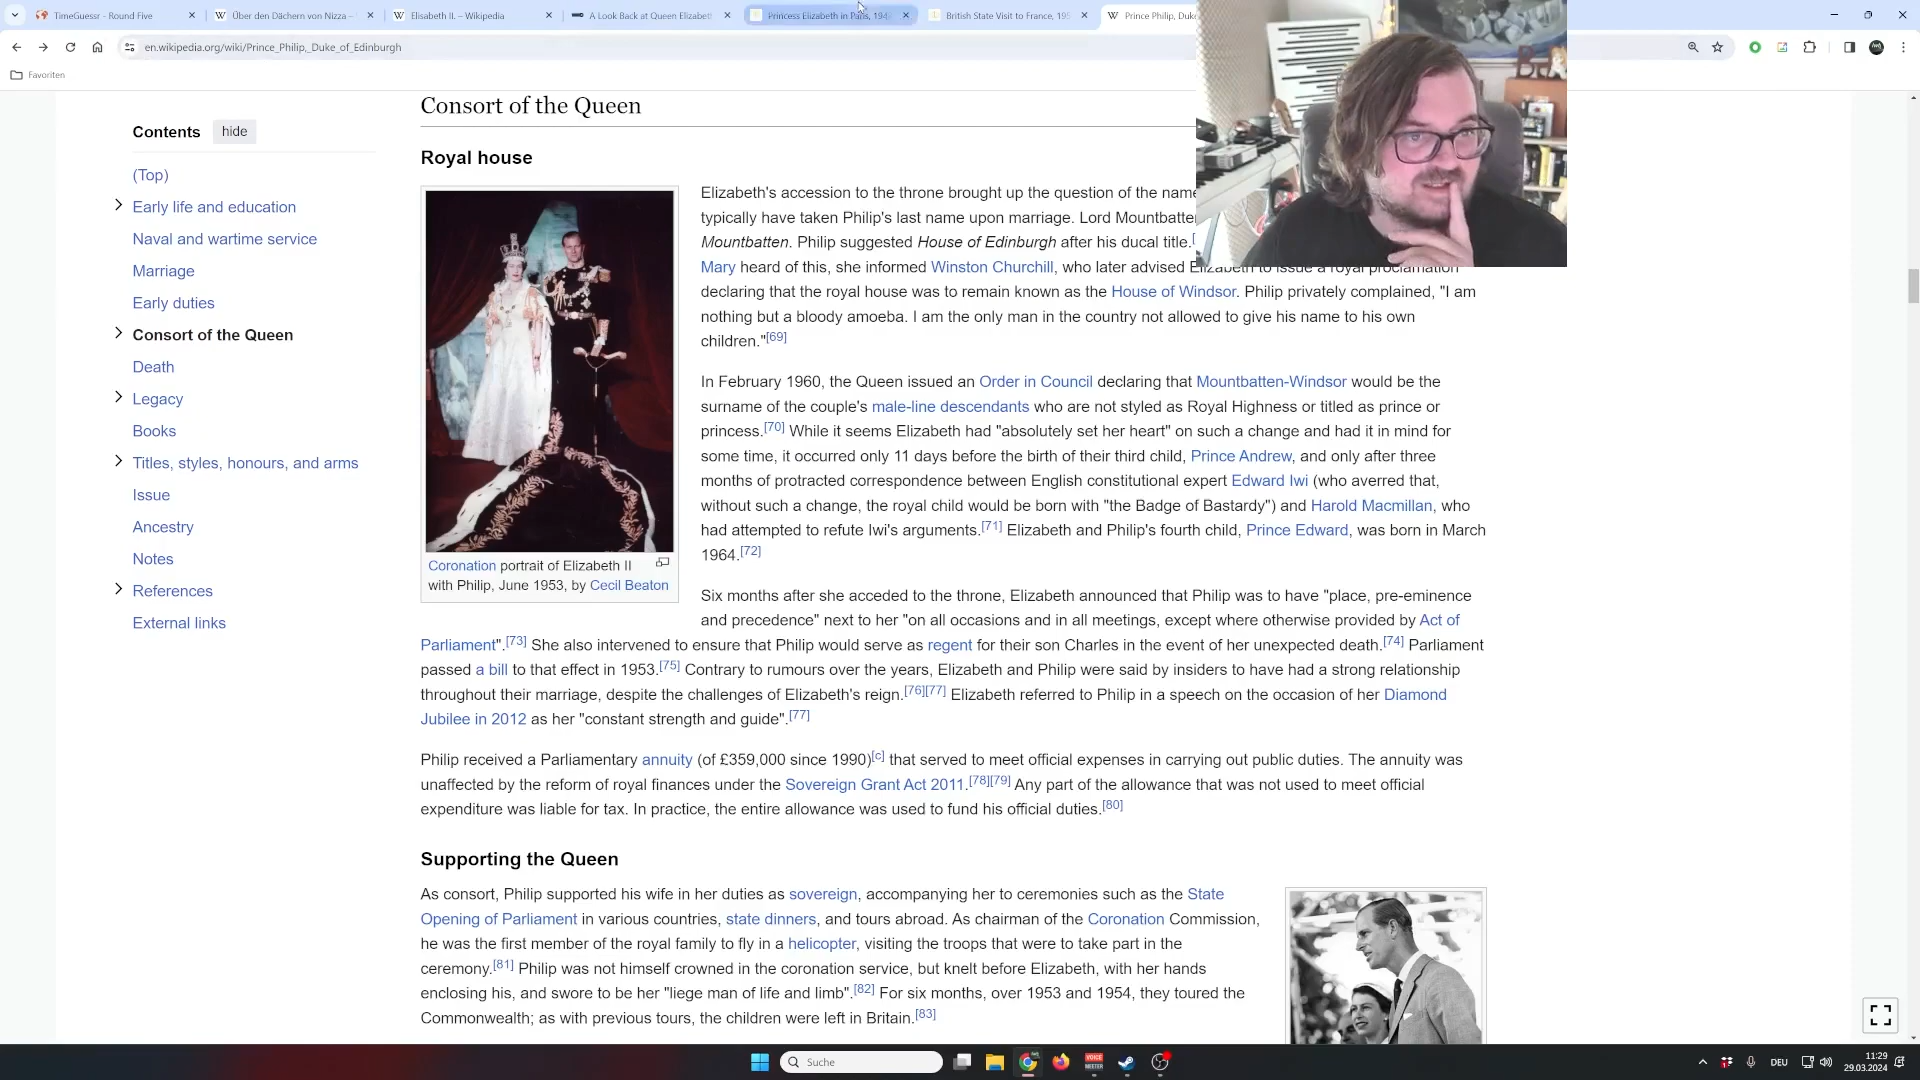 TimeGuessr - Round Five
Über den Dächern von Nizza –
Elisabeth II. – Wikipedia
A Look Back at Queen Elizabet
Princess Elizabeth in Paris, 194
British State Visit to France, 195
Prince Philip, Duk
en.wikipedia.org/wiki/Prince_Philip,_Duke_of_Edinburgh
Favoriten
Contents hide
(Top)
Early life and education
Naval and wartime service
Marriage
Early duties
Consort of the Queen
Death
Legacy
Books
Titles, styles, honours, and arms
Issue
Ancestry
Notes
References
External links
Consort of the Queen
Royal house
Elizabeth's accession to the throne brought up the question of the name
typically have taken Philip's last name upon marriage. Lord Mountbatte
Mountbatten. Philip suggested House of Edinburgh after his ducal title.[
Mary heard of this, she informed Winston Churchill, who later advised Elizabeth to issue a royal proclamation
declaring that the royal house was to remain known as the House of Windsor. Philip privately complained, "I am
nothing but a bloody amoeba. I am the only man in the country not allowed to give his name to his own
children."[69]
In February 1960, the Queen issued an Order in Council declaring that Mountbatten-Windsor would be the
surname of the couple's male-line descendants who are not styled as Royal Highness or titled as prince or
princess.[70] While it seems Elizabeth had "absolutely set her heart" on such a change and had it in mind for
some time, it occurred only 11 days before the birth of their third child, Prince Andrew, and only after three
months of protracted correspondence between English constitutional expert Edward Iwi (who averred that,
without such a change, the royal child would be born with "the Badge of Bastardy") and Harold Macmillan, who
had attempted to refute Iwi's arguments.[71] Elizabeth and Philip's fourth child, Prince Edward, was born in March
1964.[72]
Coronation portrait of Elizabeth II
with Philip, June 1953, by Cecil Beaton
Six months after she acceded to the throne, Elizabeth announced that Philip was to have "place, pre-eminence
and precedence" next to her "on all occasions and in all meetings, except where otherwise provided by Act of
Parliament".[73] She also intervened to ensure that Philip would serve as regent for their son Charles in the event of her unexpected death.[74] Parliament
passed a bill to that effect in 1953.[75] Contrary to rumours over the years, Elizabeth and Philip were said by insiders to have had a strong relationship
throughout their marriage, despite the challenges of Elizabeth's reign.[76][77] Elizabeth referred to Philip in a speech on the occasion of her Diamond
Jubilee in 2012 as her "constant strength and guide".[77]
Philip received a Parliamentary annuity (of £359,000 since 1990)[c] that served to meet official expenses in carrying out public duties. The annuity was
unaffected by the reform of royal finances under the Sovereign Grant Act 2011.[78][79] Any part of the allowance that was not used to meet official
expenditure was liable for tax. In practice, the entire allowance was used to fund his official duties.[80]
Supporting the Queen
As consort, Philip supported his wife in her duties as sovereign, accompanying her to ceremonies such as the State
Opening of Parliament in various countries, state dinners, and tours abroad. As chairman of the Coronation Commission,
he was the first member of the royal family to fly in a helicopter, visiting the troops that were to take part in the
ceremony.[81] Philip was not himself crowned in the coronation service, but knelt before Elizabeth, with her hands
enclosing his, and swore to be her "liege man of life and limb".[82] For six months, over 1953 and 1954, they toured the
Commonwealth; as with previous tours, the children were left in Britain.[83]
Suche
VOICE
MEETER
DEU
11:29
29.03.2024